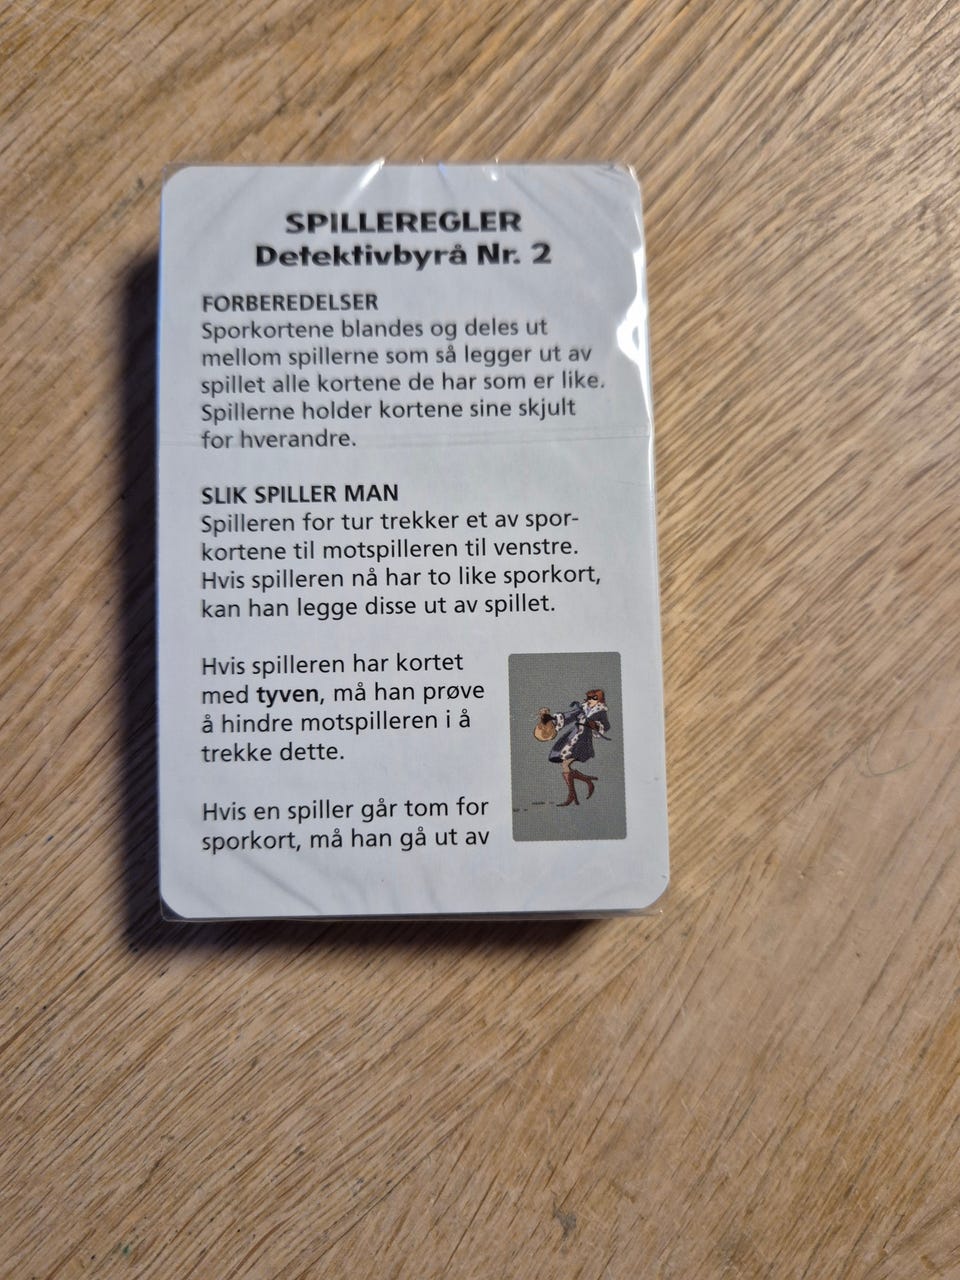 SPILLEREGLER
Detektivbyrå Nr. 2
FORBEREDELSER
Sporkortene blandes og deles ut
mellom spillerne som så legger ut av
spillet alle kortene de har som er like.
Spillerne holder kortene sine skjult
for hverandre.
SLIK SPILLER MAN
Spilleren for tur trekker et av spor-
kortene til motspilleren til venstre.
Hvis spilleren nå har to like sporkort,
kan han legge disse ut av spillet.
Hvis spilleren har kortet
med tyven, må han prøve
å hindre motspilleren i å
trekke dette.
Hvis en spiller går tom for
sporkort, må han gå ut av